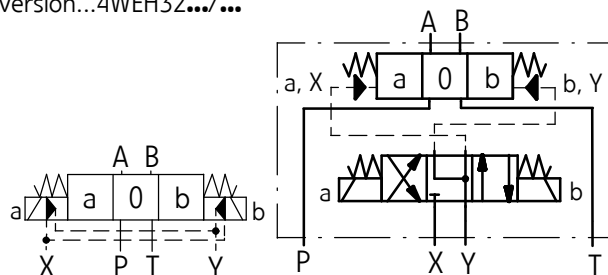 version...4WEH32.../...
A B
a, X a 0 b b, Y
a b
P X Y T
A B
a a 0 b b
X P T Y